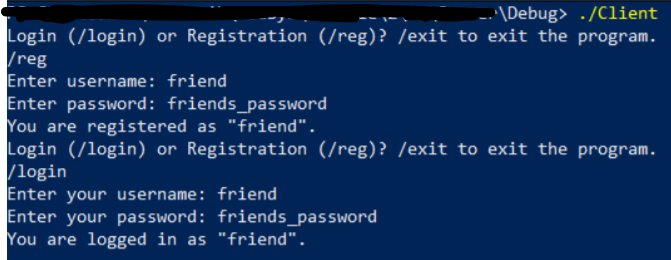 \Debug> ./Client
Login (/login) or Registration (/reg)? /exit to exit the program.
/reg
Enter username: friend
Enter password: friends_password
You are registered as "friend".
Login (/login) or Registration (/reg)? /exit to exit the program.
/login
Enter your username: friend
Enter your password: friends_password
You are logged in as "friend".